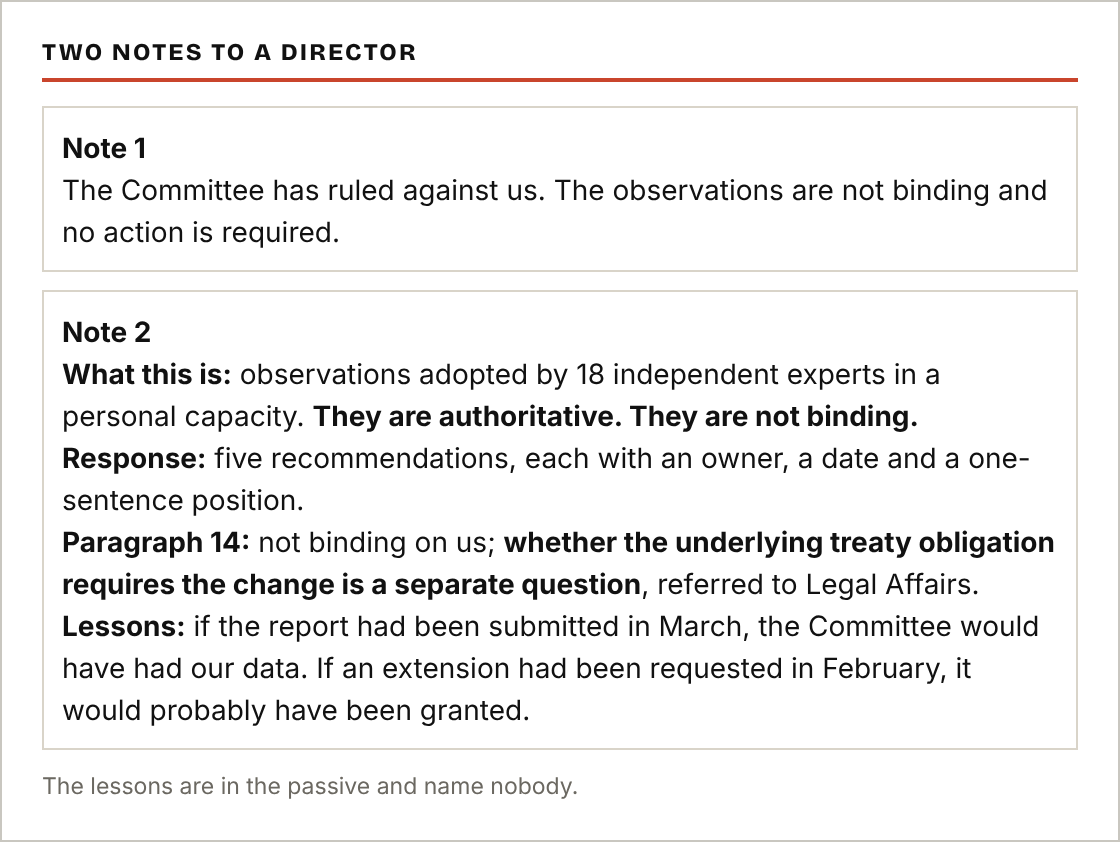 TWO NOTES TO A DIRECTOR
Note 1
The Committee has ruled against us. The observations are not binding and
no action is required.
Note 2
What this is: observations adopted by 18 independent experts in a
personal capacity. They are authoritative. They are not binding.
Response: five recommendations, each with an owner, a date and a one-
sentence position.
Paragraph 14: not binding on us; whether the underlying treaty obligation
requires the change is a separate question, referred to Legal Affairs.
Lessons: if the report had been submitted in March, the Committee would
have had our data. If an extension had been requested in February, it
would probably have been granted.
The lessons are in the passive and name nobody.